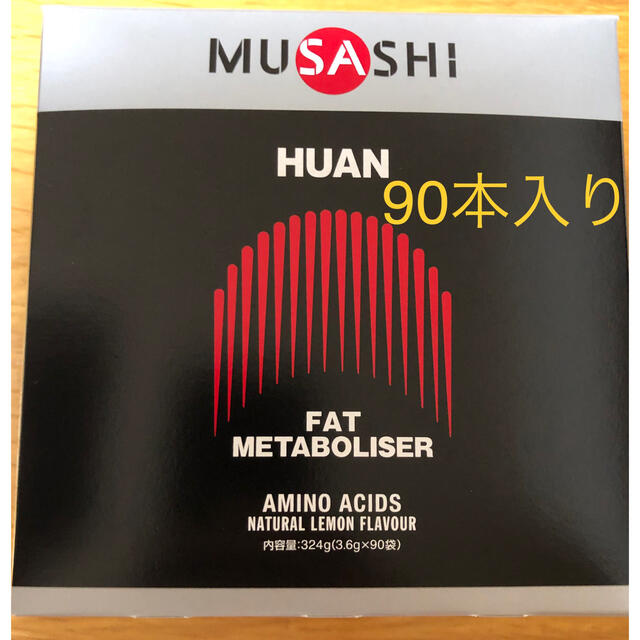 MUSASHI
HUAN
90本入り
FAT
METABOLISER
AMINO ACIDS
NATURAL LEMON FLAVOUR
内容量:324g(3.6g×90袋)